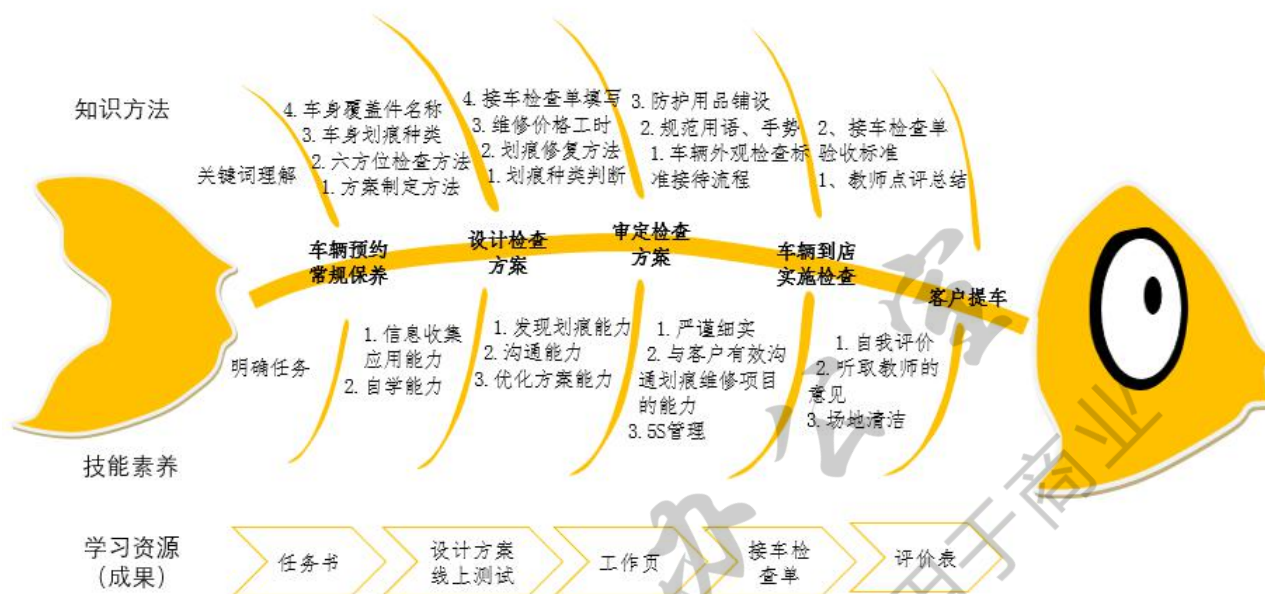 知识方法
关键词理解
4.车身覆盖件名称
3.车身划痕种类
2.六方位检查方法
1.方案制定方法
4.接车检查单填写
3.维修价格工时
2.划痕修复方法
1.划痕种类判断
3.防护用品铺设
2.规范用语、手势
1.车辆外观检查标
准接待流程
2、接车检查单
验收标准
1、教师点评总结
车辆预约
常规保养
设计检查
方案
审定检查
方案
车辆到店
实施检查
客户提车
明确任务
1.信息收集
应用能力
2.自学能力
1.发现划痕能力
2.沟通能力
3.优化方案能力
1.严谨细实
2.与客户有效沟
通划痕维修项目
的能力
3.5S管理
1.自我评价
2.听取教师的
意见
3.场地清洁
技能素养
学习资源
（成果）
任务书
设计方案
线上测试
工作页
接车检
查单
评价表
用于商业